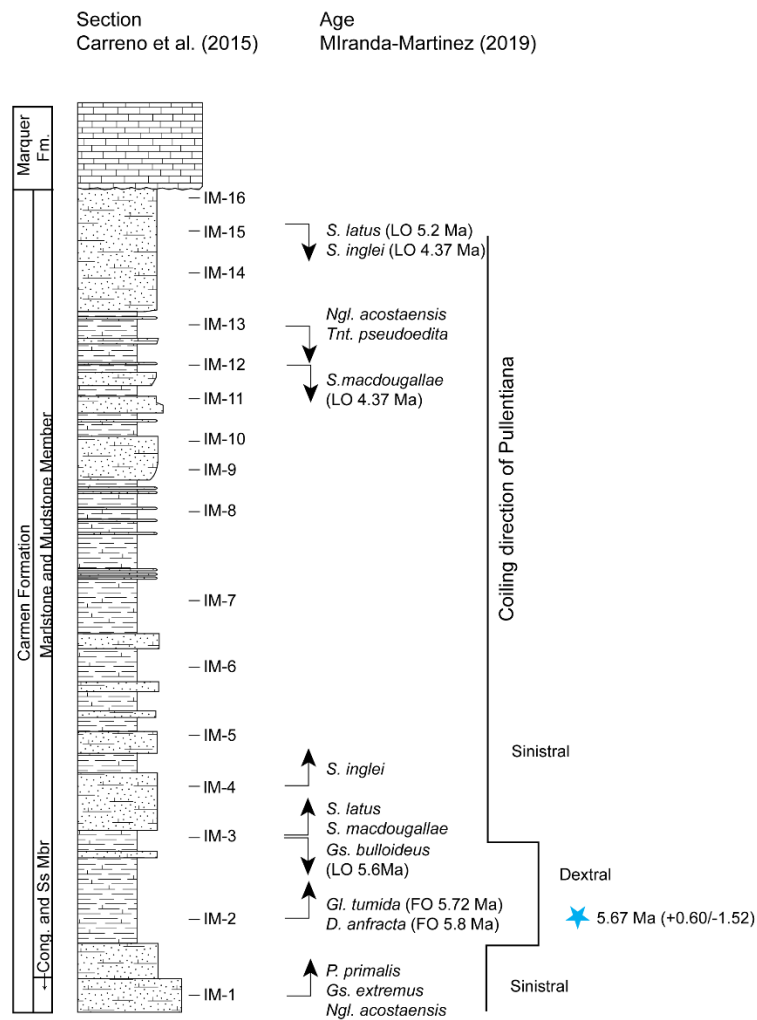 Section
Carreno et al. (2015)
Age
MIranda-Martinez (2019)
Marquer
Fm.
Carmen Formation
Marlstone and Mudstone Member
Cong. and Ss Mbr
IM-16
IM-15
IM-14
IM-13
IM-12
IM-11
IM-10
IM-9
IM-8
IM-7
IM-6
IM-5
IM-4
IM-3
IM-2
IM-1
S. latus (LO 5.2 Ma)
S. inglei (LO 4.37 Ma)
Ngl. acostaensis
Tnt. pseudoedita
S.macdougallae
(LO 4.37 Ma)
S. inglei
S. latus
S. macdougallae
Gs. bulloideus
(LO 5.6Ma)
Gl. tumida (FO 5.72 Ma)
D. anfracta (FO 5.8 Ma)
P. primalis
Gs. extremus
Ngl. acostaensis
Coiling direction of Pullentiana
Sinistral
Dextral
5.67 Ma (+0.60/-1.52)
Sinistral